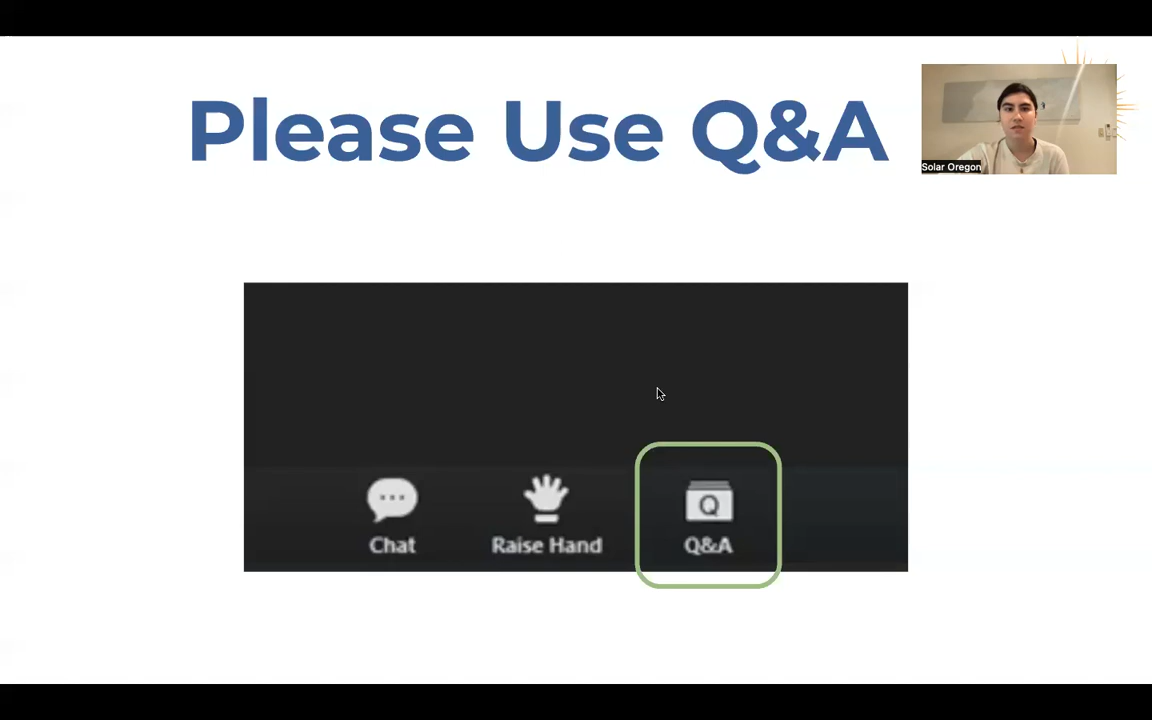 Please Use Q&A
Solar Oregon
Chat
Raise Hand
Q
Q&A